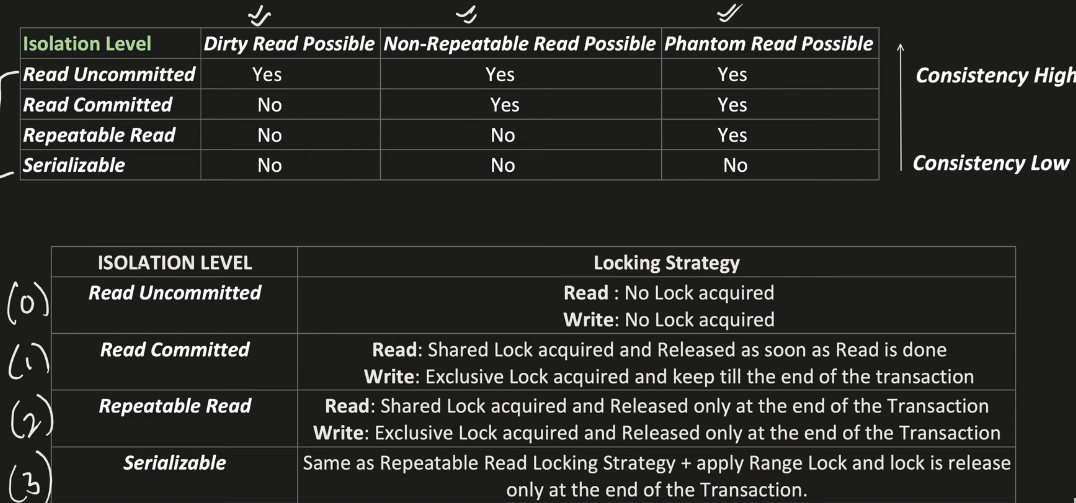 Isolation Level Dirty Read Possible Non-Repeatable Read Possible Phantom Read Possible
Read Uncommitted Yes Yes Yes Consistency High
Read Committed No Yes Yes
Repeatable Read No No Yes
Serializable No No No Consistency Low
ISOLATION LEVEL Locking Strategy
(0) Read Uncommitted Read : No Lock acquired
Write: No Lock acquired
(1) Read Committed Read: Shared Lock acquired and Released as soon as Read is done
Write: Exclusive Lock acquired and keep till the end of the transaction
(2) Repeatable Read Read: Shared Lock acquired and Released only at the end of the Transaction
Write: Exclusive Lock acquired and Released only at the end of the Transaction
(3) Serializable Same as Repeatable Read Locking Strategy + apply Range Lock and lock is release
only at the end of the Transaction.